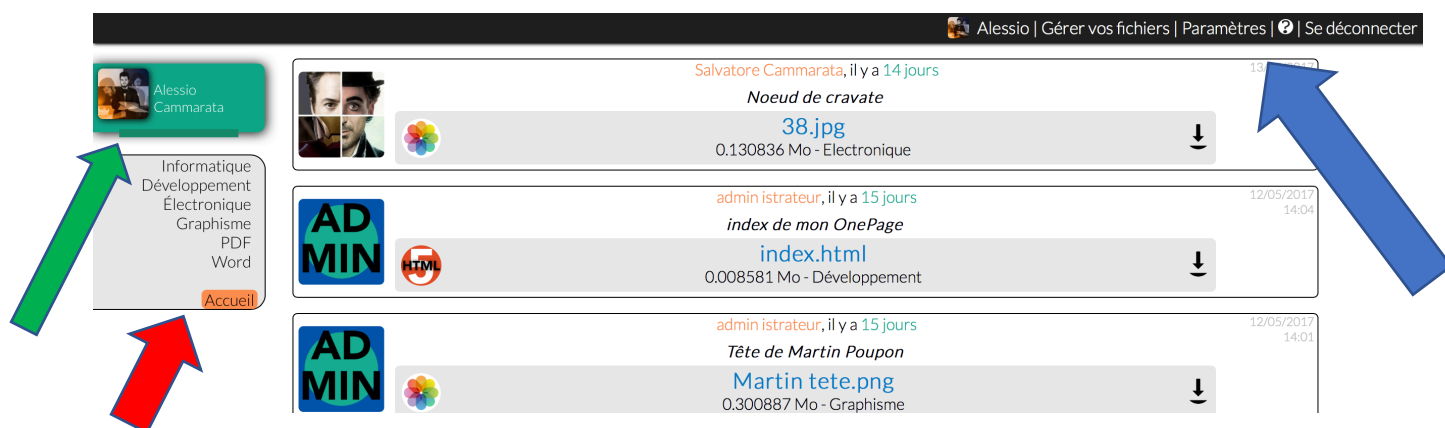 Alessio | Gérer vos fichiers | Paramètres | ? | Se déconnecter
Alessio
Cammarata
Informatique
Développement
Électronique
Graphisme
PDF
Word
Accueil
Salvatore Cammarata, il y a 14 jours
Noeud de cravate
38.jpg
0.130836 Mo - Electronique
admin istrateur, il y a 15 jours
12/05/2017
14:04
index de mon OnePage
AD
MIN
HTML
5
index.html
0.008581 Mo - Développement
admin istrateur, il y a 15 jours
12/05/2017
14:01
Tête de Martin Poupon
AD
MIN
Martin tete.png
0.300887 Mo - Graphisme